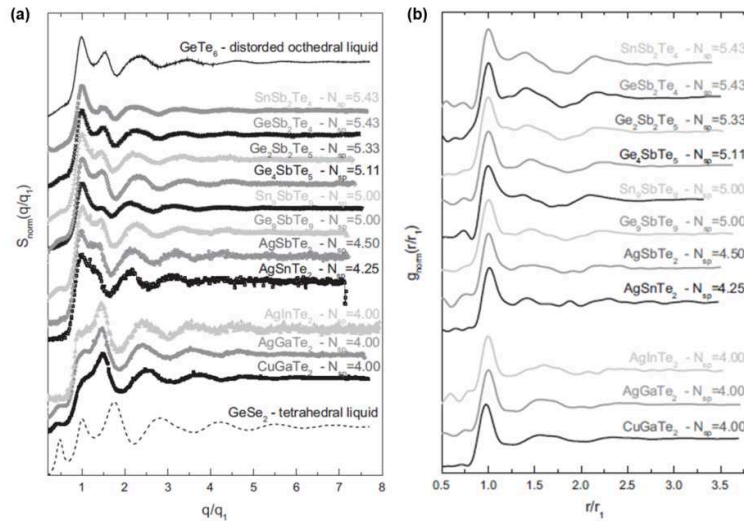 (a)
GeTe6 - distorded octhedral liquid
SnSb2Te4 - Nsp=5.43
GeSb2Te4 - Nsp=5.43
Ge2Sb2Te5 - Nsp=5.33
Ge4SbTe5 - Nsp=5.11
Sn9SbTe9 - Nsp=5.00
Ge9SbTe9 - Nsp=5.00
AgSbTe2 - Nsp=4.50
AgSnTe2 - Nsp=4.25
AgInTe2 - Nsp=4.00
AgGaTe2 - Nsp=4.00
CuGaTe2 - Nsp=4.00
GeSe2 - tetrahedral liquid
Snorm(q/q1)
1 2 3 4 5 6 7 8
q/q1
(b)
SnSb2Te4 - Nsp=5.43
GeSb2Te4 - Nsp=5.43
Ge2Sb2Te5 - Nsp=5.33
Ge4SbTe5 - Nsp=5.11
Sn9SbTe9 - Nsp=5.00
Ge9SbTe9 - Nsp=5.00
AgSbTe2 - Nsp=4.50
AgSnTe2 - Nsp=4.25
AgInTe2 - Nsp=4.00
AgGaTe2 - Nsp=4.00
CuGaTe2 - Nsp=4.00
gnorm(r/r1)
0.5 1.0 1.5 2.0 2.5 3.0 3.5
r/r1